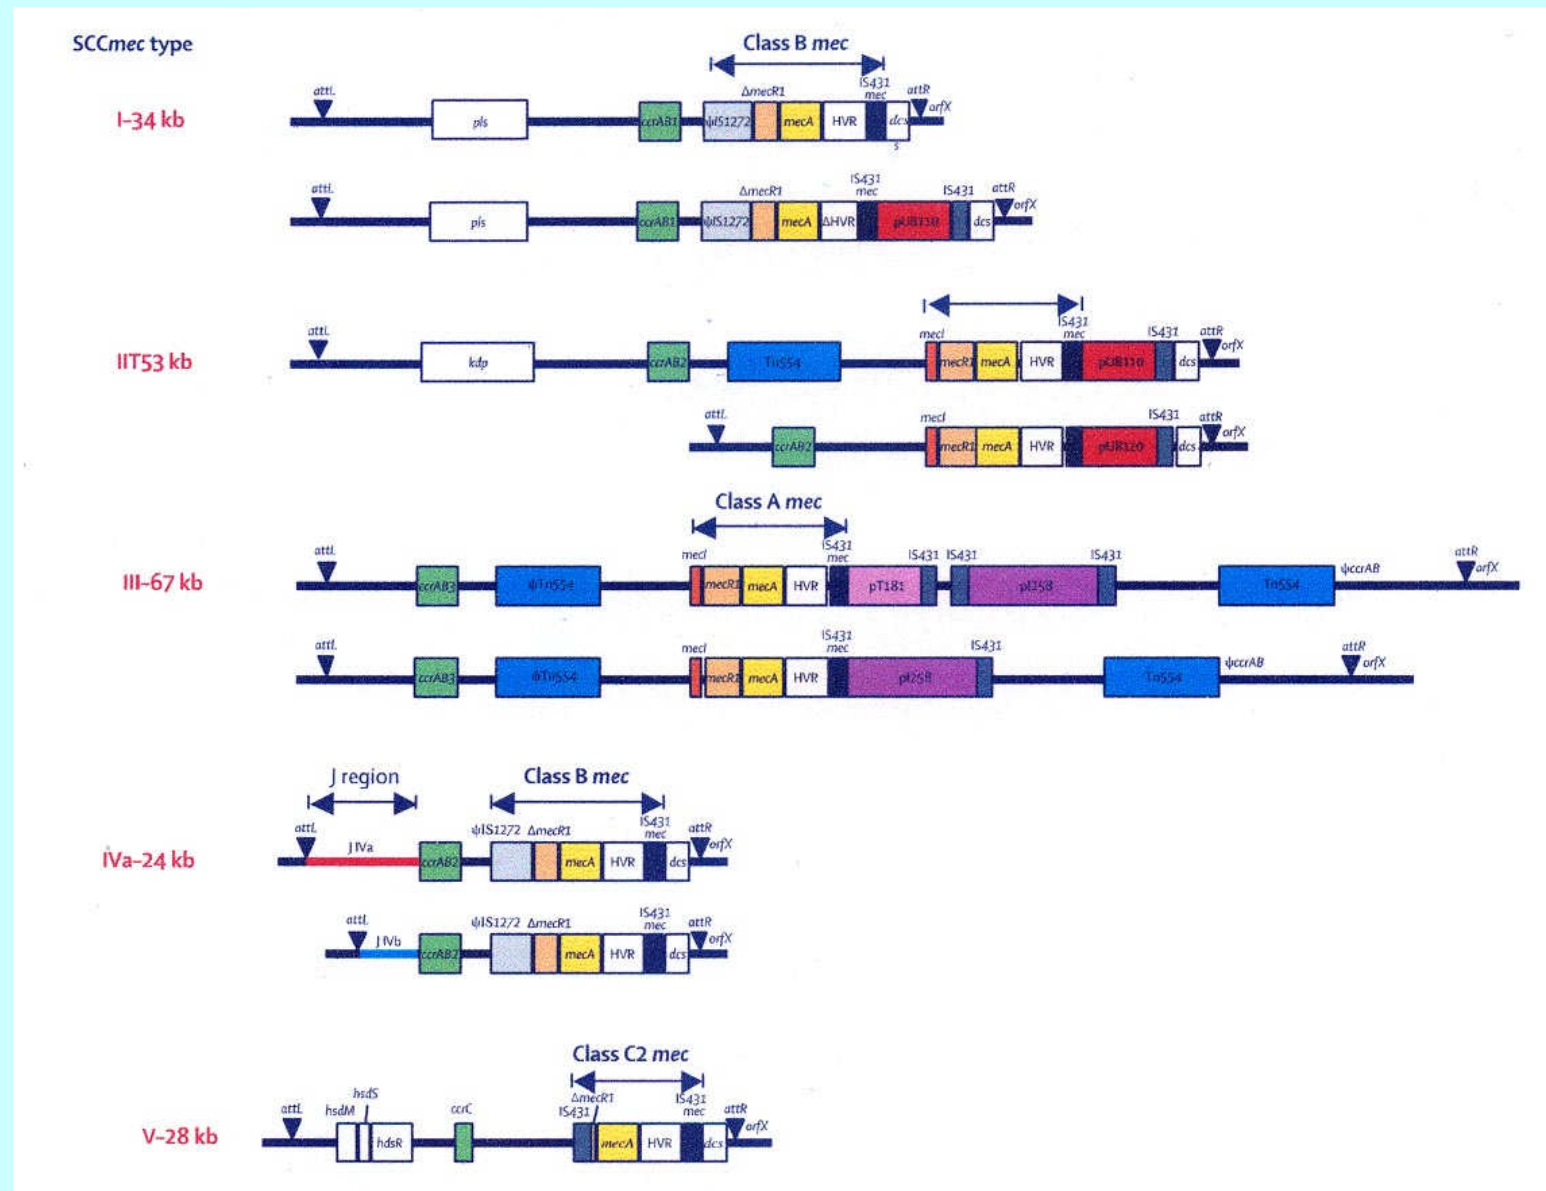 SCCmec type
Class B mec
I–34 kb
attL
pls
ccrAB1
ψIS1272
ΔmecR1
mecA
HVR
IS431
mec
dcs
s
attR
orfX
attL
pls
ccrAB1
ψIS1272
ΔmecR1
mecA
ΔHVR
IS431
mec
pUB110
IS431
dcs
attR
orfX
IIT53 kb
attL
kdp
ccrAB2
Tn554
mecI
mecR1
mecA
HVR
IS431
mec
pUB110
IS431
dcs
attR
orfX
attL
ccrAB2
mecI
mecR1
mecA
HVR
pUB120
IS431
dcs
attR
orfX
Class A mec
III–67 kb
attL
ccrAB3
ψTn554
mecI
mecR1
mecA
HVR
IS431
mec
pT181
IS431
IS431
pI258
IS431
Tn554
ψccrAB
attR
orfX
attL
ccrAB3
ψTn554
mecI
mecR1
mecA
HVR
IS431
mec
pI258
IS431
Tn554
ψccrAB
attR
orfX
J region
Class B mec
IVa–24 kb
attL
J IVa
ccrAB2
ψIS1272
ΔmecR1
mecA
HVR
IS431
mec
dcs
attR
orfX
attL
J IVb
ccrAB2
ψIS1272
ΔmecR1
mecA
HVR
IS431
mec
dcs
attR
orfX
Class C2 mec
V–28 kb
attL
hsdM
hsdS
hdsR
ccrC
IS431
ΔmecR1
mecA
HVR
IS431
mec
dcs
attR
orfX